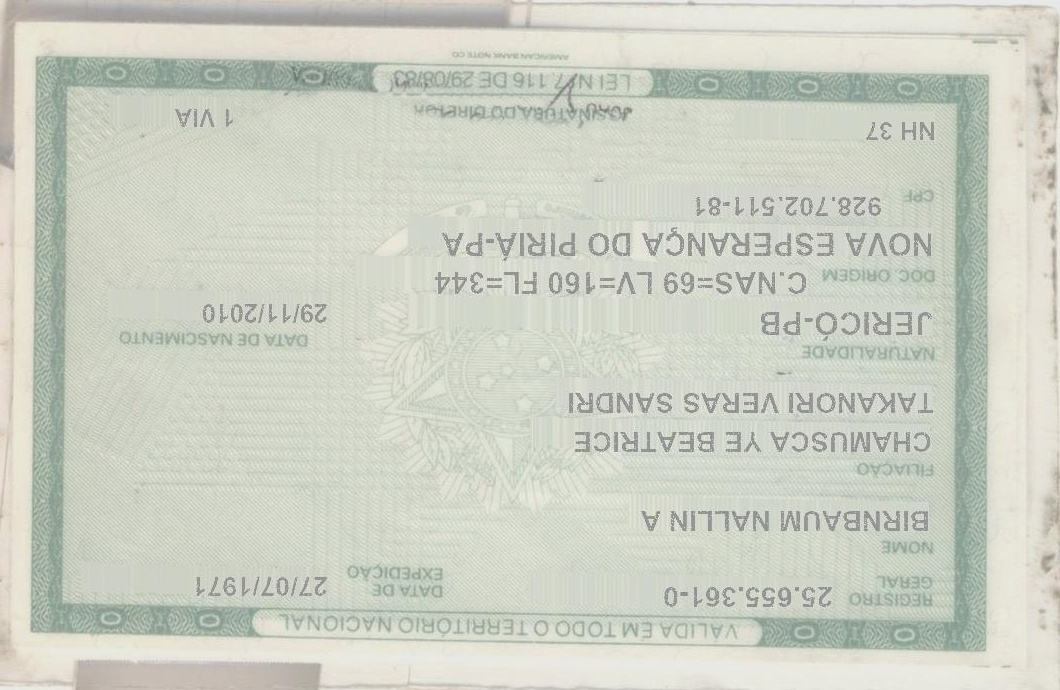 VALIDA EM TODO O TERRITÓRIO NACIONAL
REGISTRO GERAL 25.655.361-0 DATA DE EXPEDIÇÃO 27/07/1971
NOME
BIRNBAUM NALLIN A
FILIAÇÃO
CHAMUSCA YE BEATRICE
TAKANORI VERAS SANDRI
NATURALIDADE DATA DE NASCIMENTO
JERICÓ-PB 29/11/2010
DOC. ORIGEM C.NAS=69 LV=160 FL=344
NOVA ESPERANÇA DO PIRIÁ-PA
CPF 928.702.511-81
NH 37 1 VIA
ASSINATURA DO DIRETOR
LEI Nº 7.116 DE 29/08/83
AMERICAN BANK NOTE CO